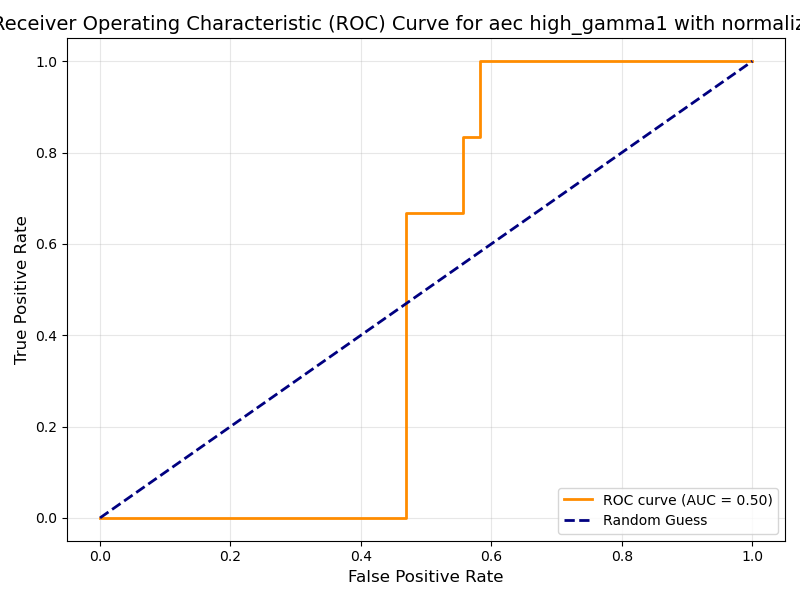 Receiver Operating Characteristic (ROC) Curve for aec high_gamma1 with
1.0
0.8
0.6
0.4
0.2
0.0
True Positive Rate
0.0 0.2 0.4 0.6 0.8 1.0
False Positive Rate
ROC curve (AUC = 0.50)
Random Guess